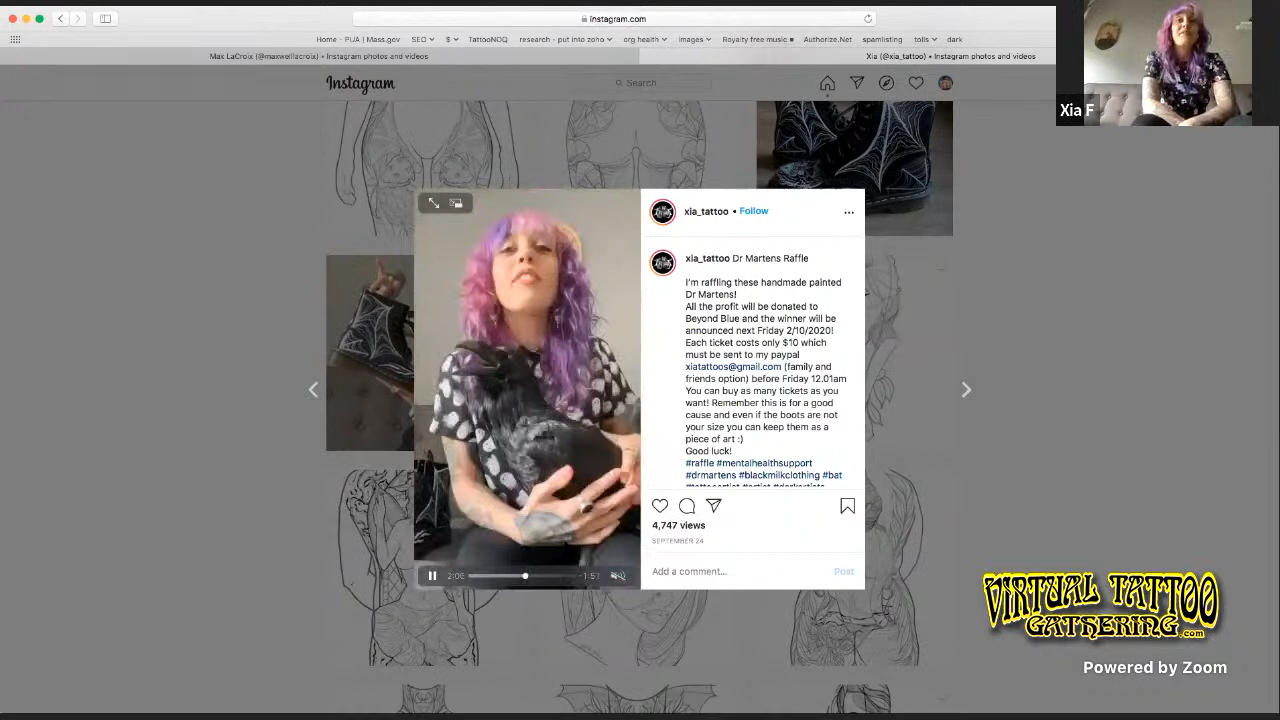 instagram.com
Home - PUA | Mass.gov SEO $ TattooNOQ research - put into zoho org health images Royalty free music Authorize.Net spamlisting tolls dark
Max LaCroix (@maxwelllacroix) • Instagram photos and videos
Xia (@xia_tattoo) • Instagram photos and videos
Xia F
Instagram
Search
xia_tattoo • Follow
xia_tattoo Dr Martens Raffle
I'm raffling these handmade painted
Dr Martens!
All the profit will be donated to
Beyond Blue and the winner will be
announced next Friday 2/10/2020!
Each ticket costs only $10 which
must be sent to my paypal
xiatattoos@gmail.com (family and
friends option) before Friday 12.01am
You can buy as many tickets as you
want! Remember this is for a good
cause and even if the boots are not
your size you can keep them as a
piece of art :)
Good luck!
#raffle #mentalhealthsupport
#drmartens #blackmilkclothing #bat
4,747 views
SEPTEMBER 24
2:06
-1:57
Add a comment...
Post
VIRTUAL TATTOO
GATHERING.com
Powered by Zoom